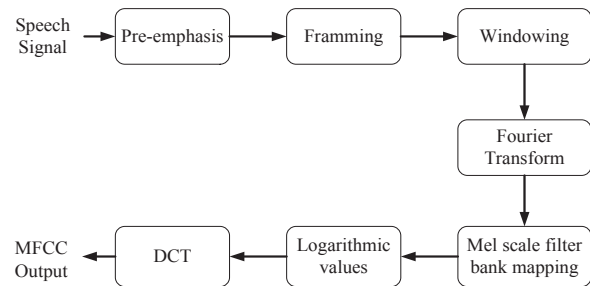 Speech
Signal
Pre-emphasis
Framming
Windowing
Fourier
Transform
Mel scale filter
bank mapping
Logarithmic
values
DCT
MFCC
Output